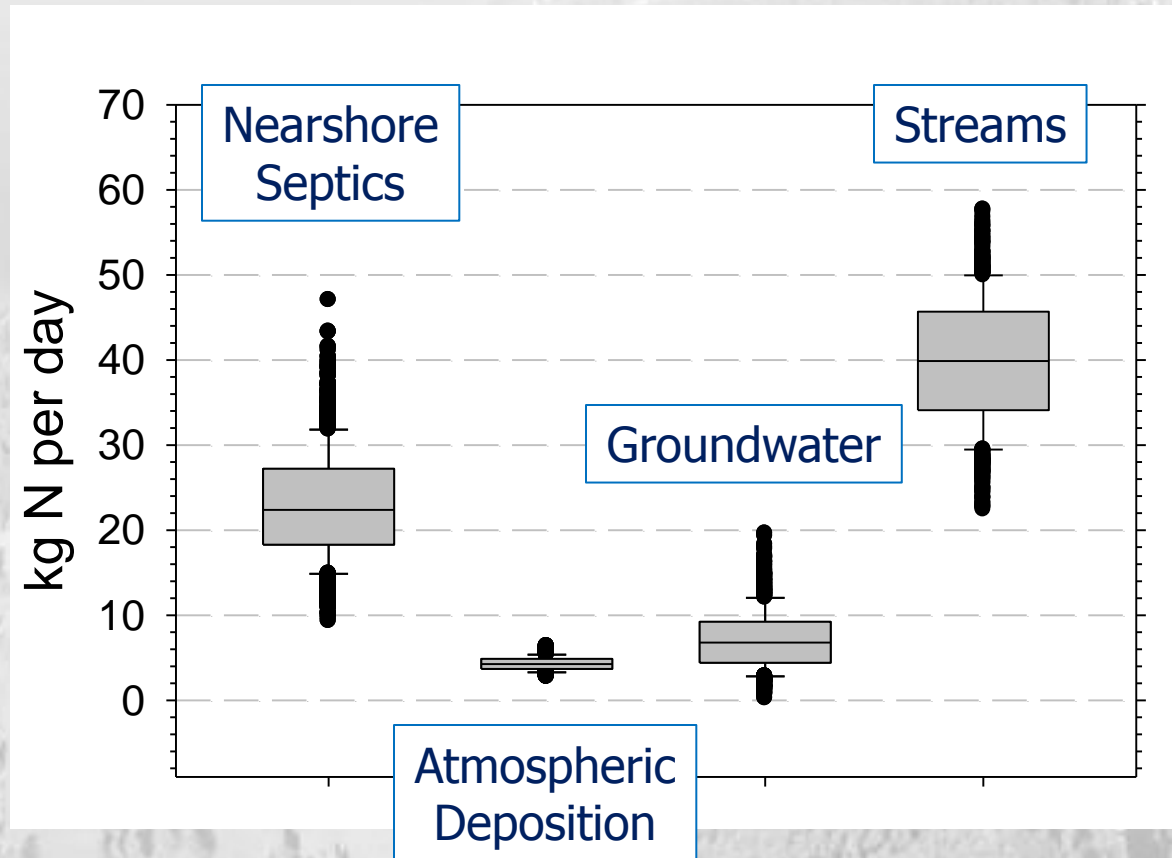 70
60
50
40
30
20
10
0
kg N per day
Nearshore
Septics
Streams
Groundwater
Atmospheric
Deposition